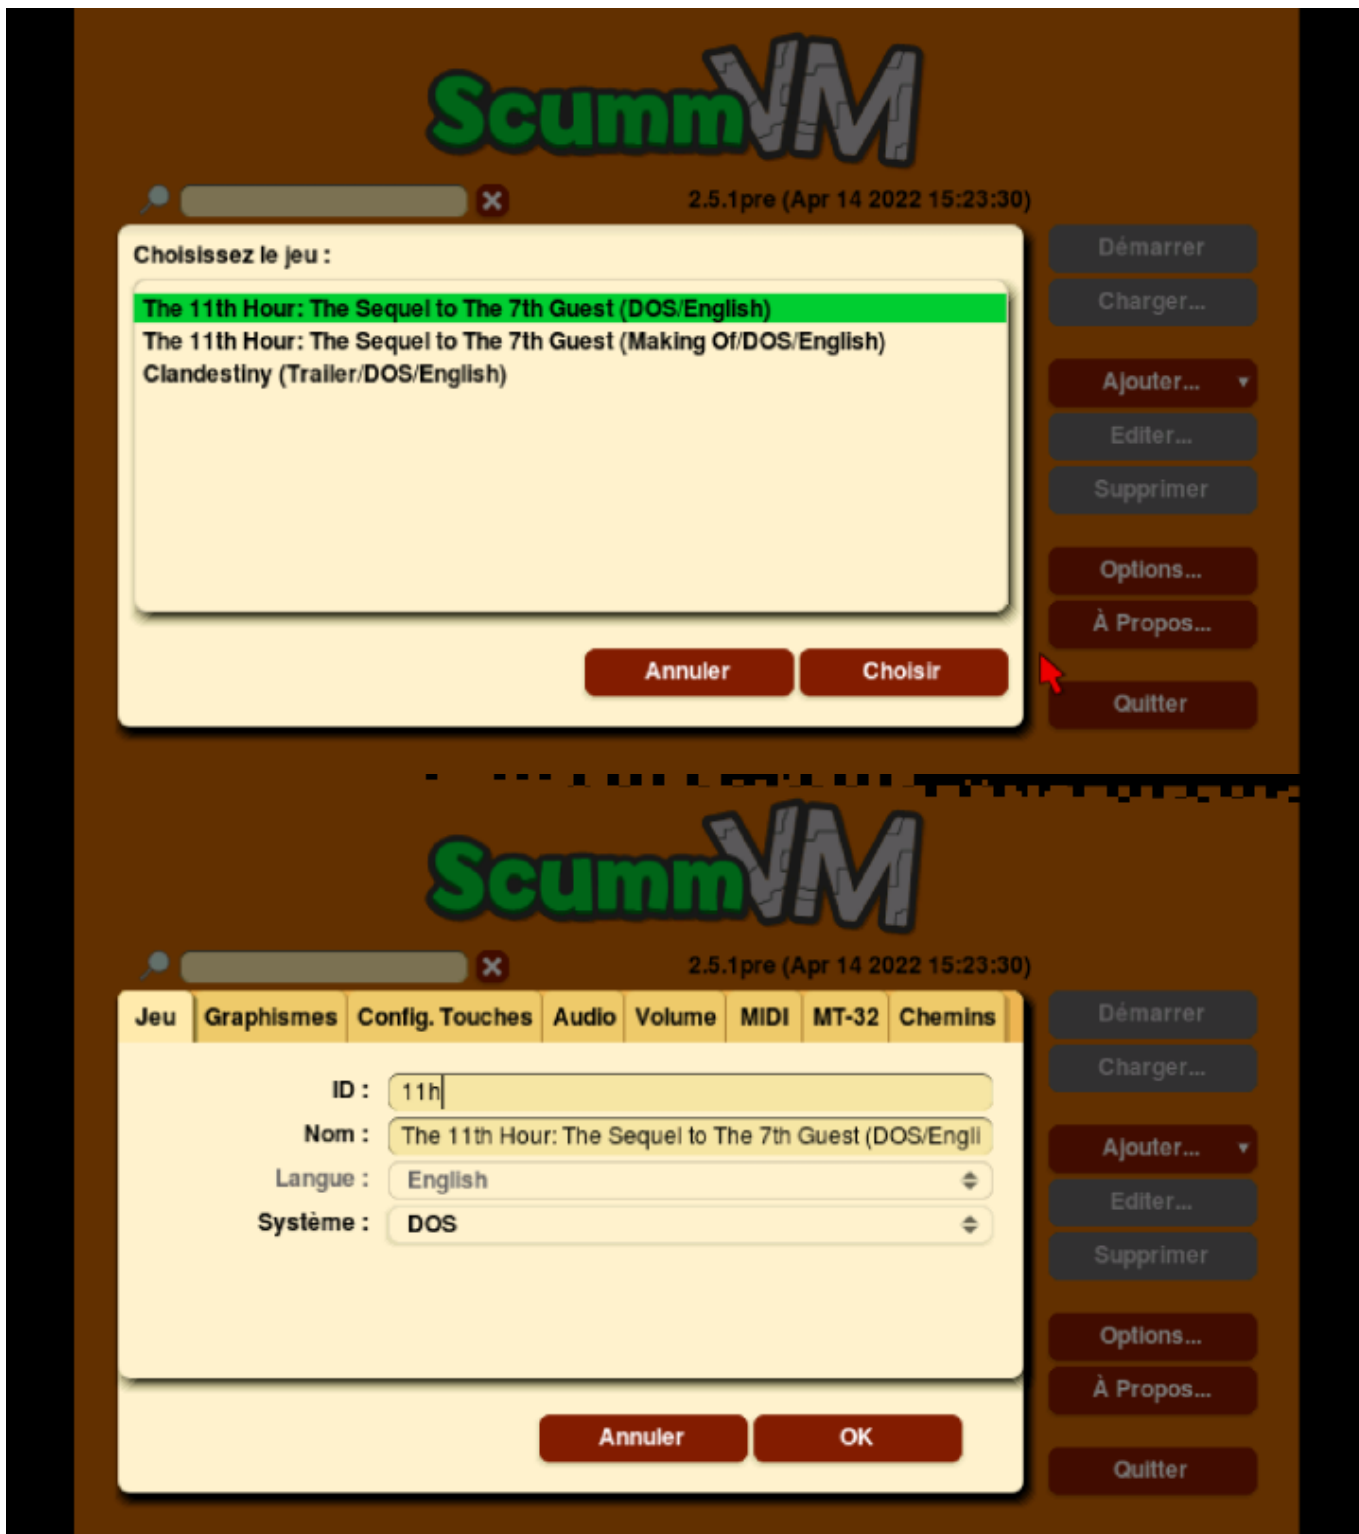 ScummVM
2.5.1pre (Apr 14 2022 15:23:30)
Choisissez le jeu :
The 11th Hour: The Sequel to The 7th Guest (DOS/English)
The 11th Hour: The Sequel to The 7th Guest (Making Of/DOS/English)
Clandestiny (Trailer/DOS/English)
Annuler
Choisir
Démarrer
Charger...
Ajouter...
Editer...
Supprimer
Options...
À Propos...
Quitter
ScummVM
2.5.1pre (Apr 14 2022 15:23:30)
Jeu Graphismes Config. Touches Audio Volume MIDI MT-32 Chemins
ID : 11h
Nom : The 11th Hour: The Sequel to The 7th Guest (DOS/Engli
Langue : English
Système : DOS
Annuler
OK
Démarrer
Charger...
Ajouter...
Editer...
Supprimer
Options...
À Propos...
Quitter